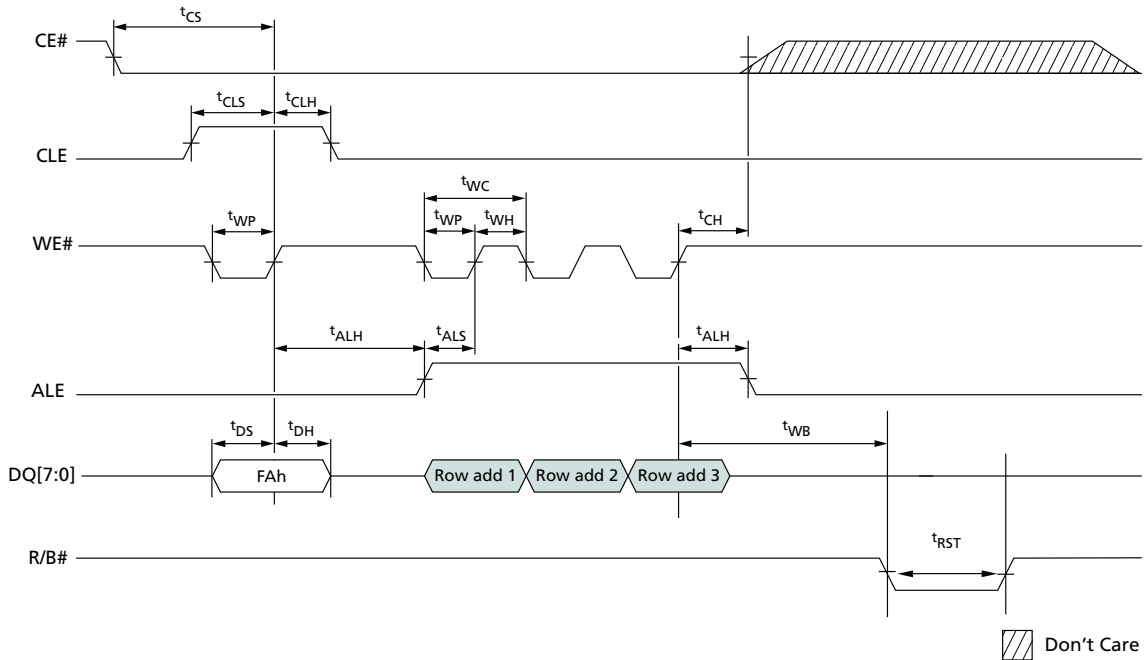 tCS
CE#
tCLS tCLH
CLE
tWC
tWP tWP tWH tCH
WE#
tALH tALS tALH
ALE
tDS tDH tWB
DQ[7:0] FAh Row add 1 Row add 2 Row add 3
R/B# tRST
Don't Care